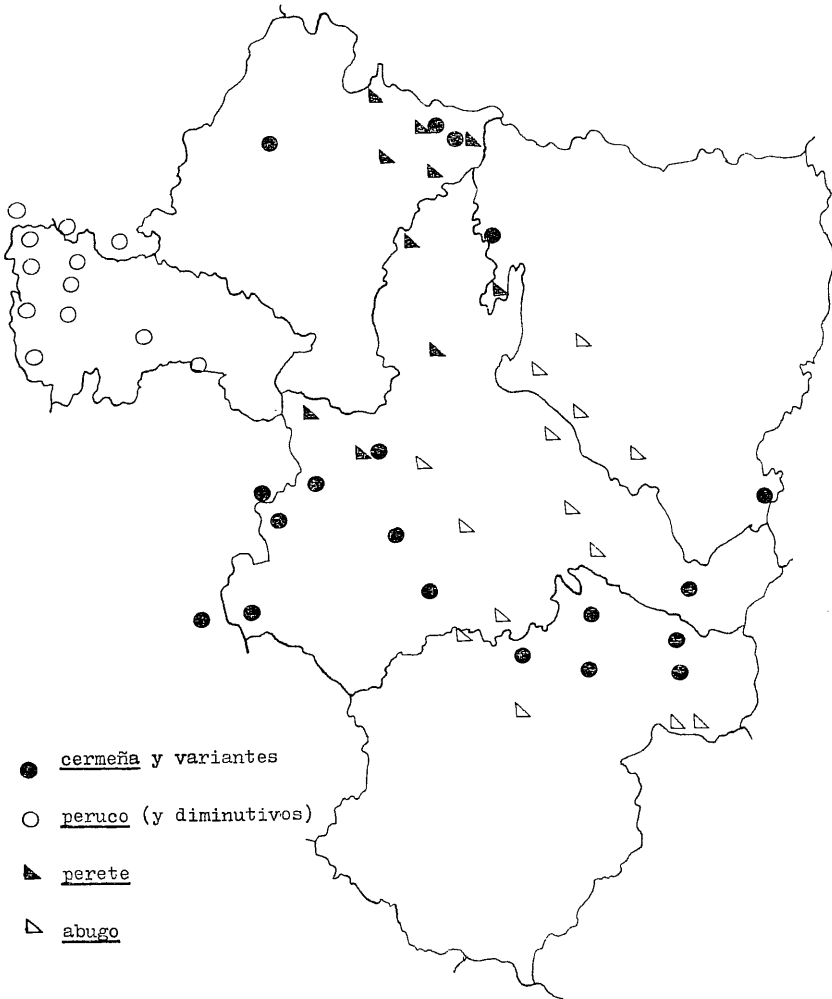 cermeña y variantes
peruco (y diminutivos)
perete
abugo